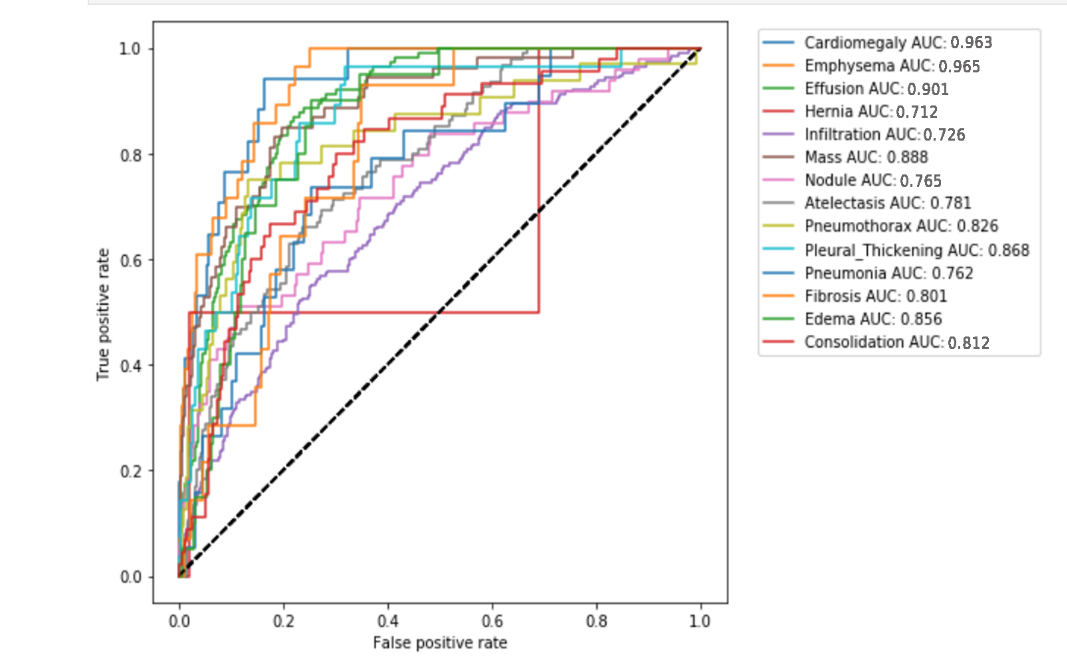 1.0
0.8
0.6
0.4
0.2
0.0
True positive rate
0.0 0.2 0.4 0.6 0.8 1.0
False positive rate
Cardiomegaly AUC: 0.963
Emphysema AUC: 0.965
Effusion AUC: 0.901
Hernia AUC: 0.712
Infiltration AUC: 0.726
Mass AUC: 0.888
Nodule AUC: 0.765
Atelectasis AUC: 0.781
Pneumothorax AUC: 0.826
Pleural_Thickening AUC: 0.868
Pneumonia AUC: 0.762
Fibrosis AUC: 0.801
Edema AUC: 0.856
Consolidation AUC: 0.812